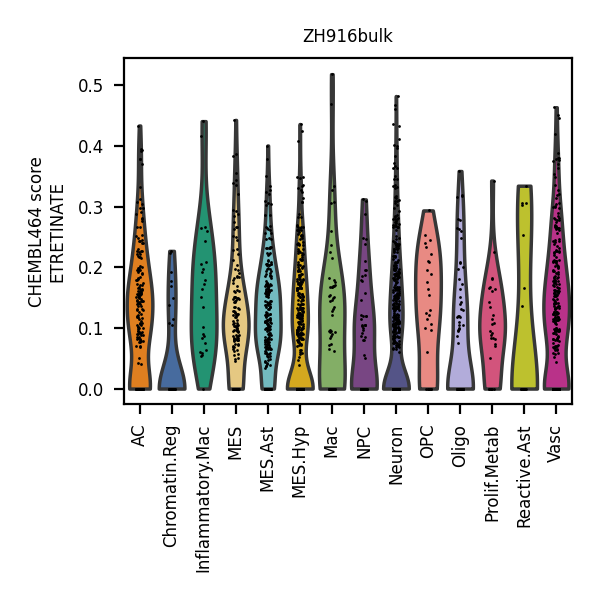 ZH916bulk
CHEMBL464 score
ETRETINATE
0.5
0.4
0.3
0.2
0.1
0.0
AC
Chromatin.Reg
Inflammatory.Mac
MES
MES.Ast
MES.Hyp
Mac
NPC
Neuron
OPC
Oligo
Prolif.Metab
Reactive.Ast
Vasc